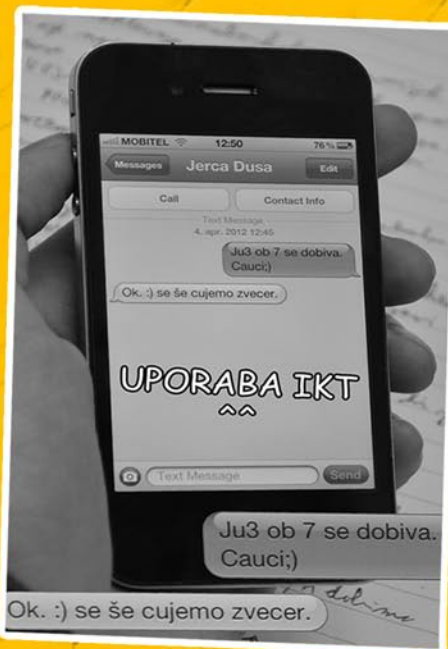 MOBITEL 12:50 76 %
Messages Jerca Dusa Edit
Call Contact Info
Text Message
4. apr. 2012 12:45
Ju3 ob 7 se dobiva.
Cauci;)
Ok. :) se še cujemo zvecer.
UPORABA IKT
^^
Text Message Send
Ju3 ob 7 se dobiva.
Cauci;)
Ok. :) se še cujemo zvecer.